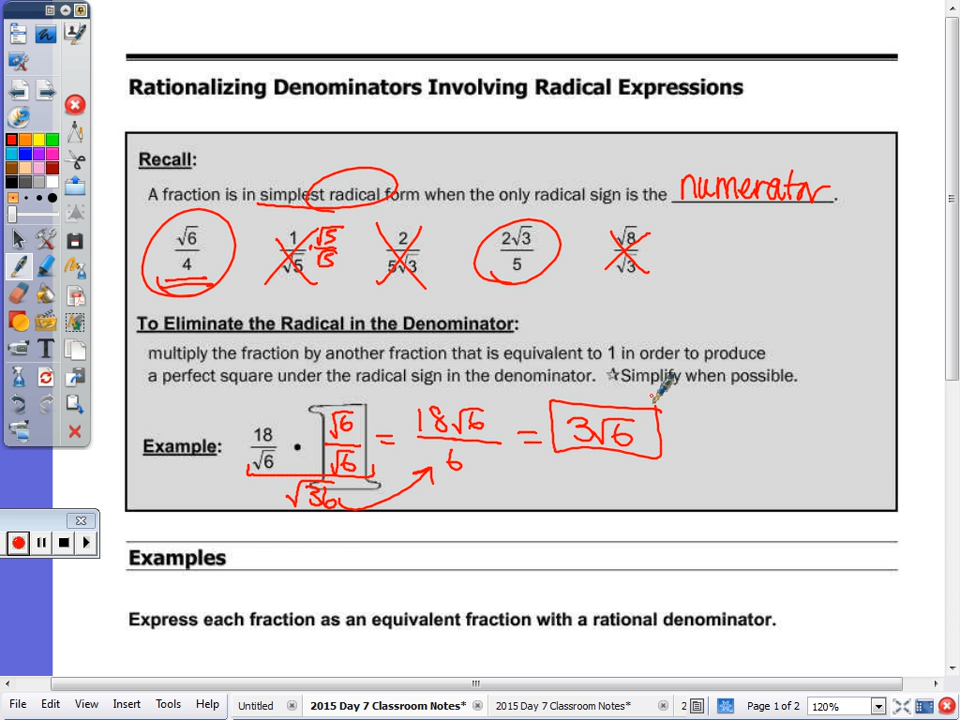 Rationalizing Denominators Involving Radical Expressions
Recall:
A fraction is in simplest radical form when the only radical sign is the numerator.
√6/4 1/√5 · √5/√5 2/5√3 2√3/5 √8/√3
To Eliminate the Radical in the Denominator:
multiply the fraction by another fraction that is equivalent to 1 in order to produce
a perfect square under the radical sign in the denominator. ☆Simplify when possible.
Example: 18/√6 • [√6/√6] = 18√6/6 = 3√6
√36
Examples
Express each fraction as an equivalent fraction with a rational denominator.
File Edit View Insert Tools Help Untitled 2015 Day 7 Classroom Notes* 2015 Day 7 Classroom Notes* 2 Page 1 of 2 120%